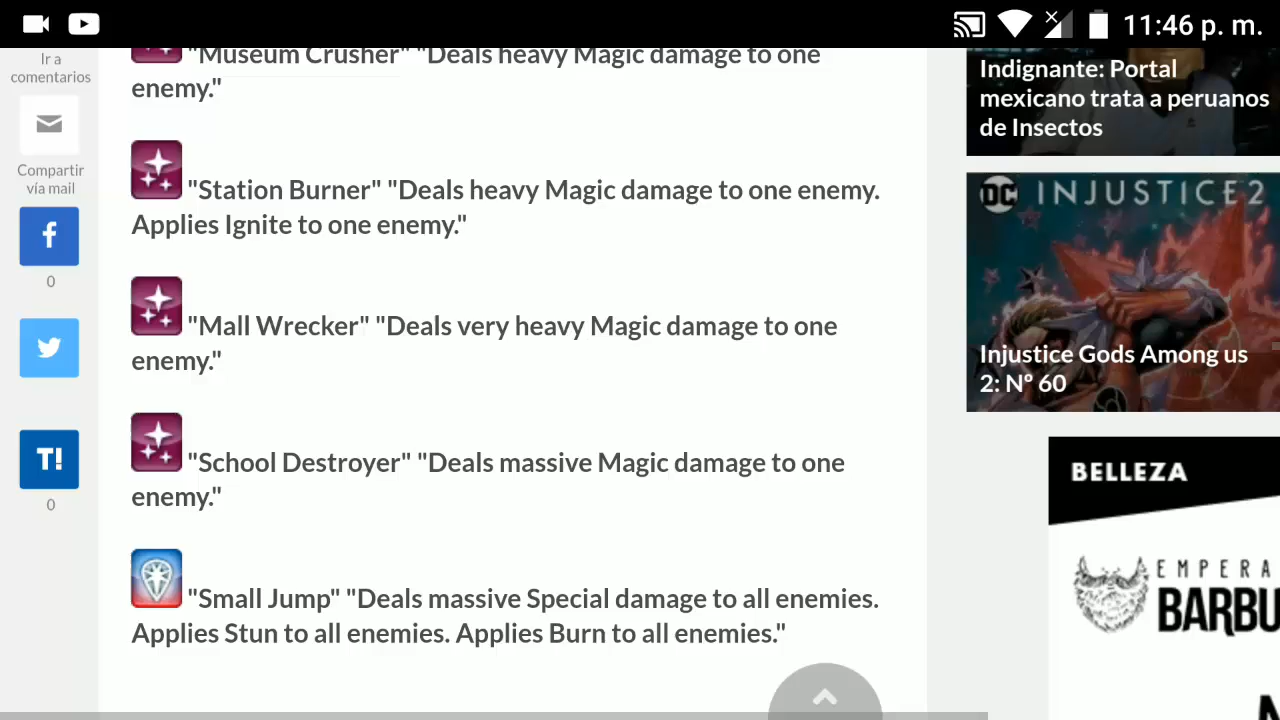 11:46 p. m.
Ir a
comentarios
Compartir
vía mail
0
T!
0
"Museum Crusher" "Deals heavy Magic damage to one
enemy."
"Station Burner" "Deals heavy Magic damage to one enemy.
Applies Ignite to one enemy."
"Mall Wrecker" "Deals very heavy Magic damage to one
enemy."
"School Destroyer" "Deals massive Magic damage to one
enemy."
"Small Jump" "Deals massive Special damage to all enemies.
Applies Stun to all enemies. Applies Burn to all enemies."
Indignante: Portal
mexicano trata a peruanos
de Insectos
DC INJUSTICE 2
Injustice Gods Among us
2: Nº 60
BELLEZA
EMPERA
BARBU